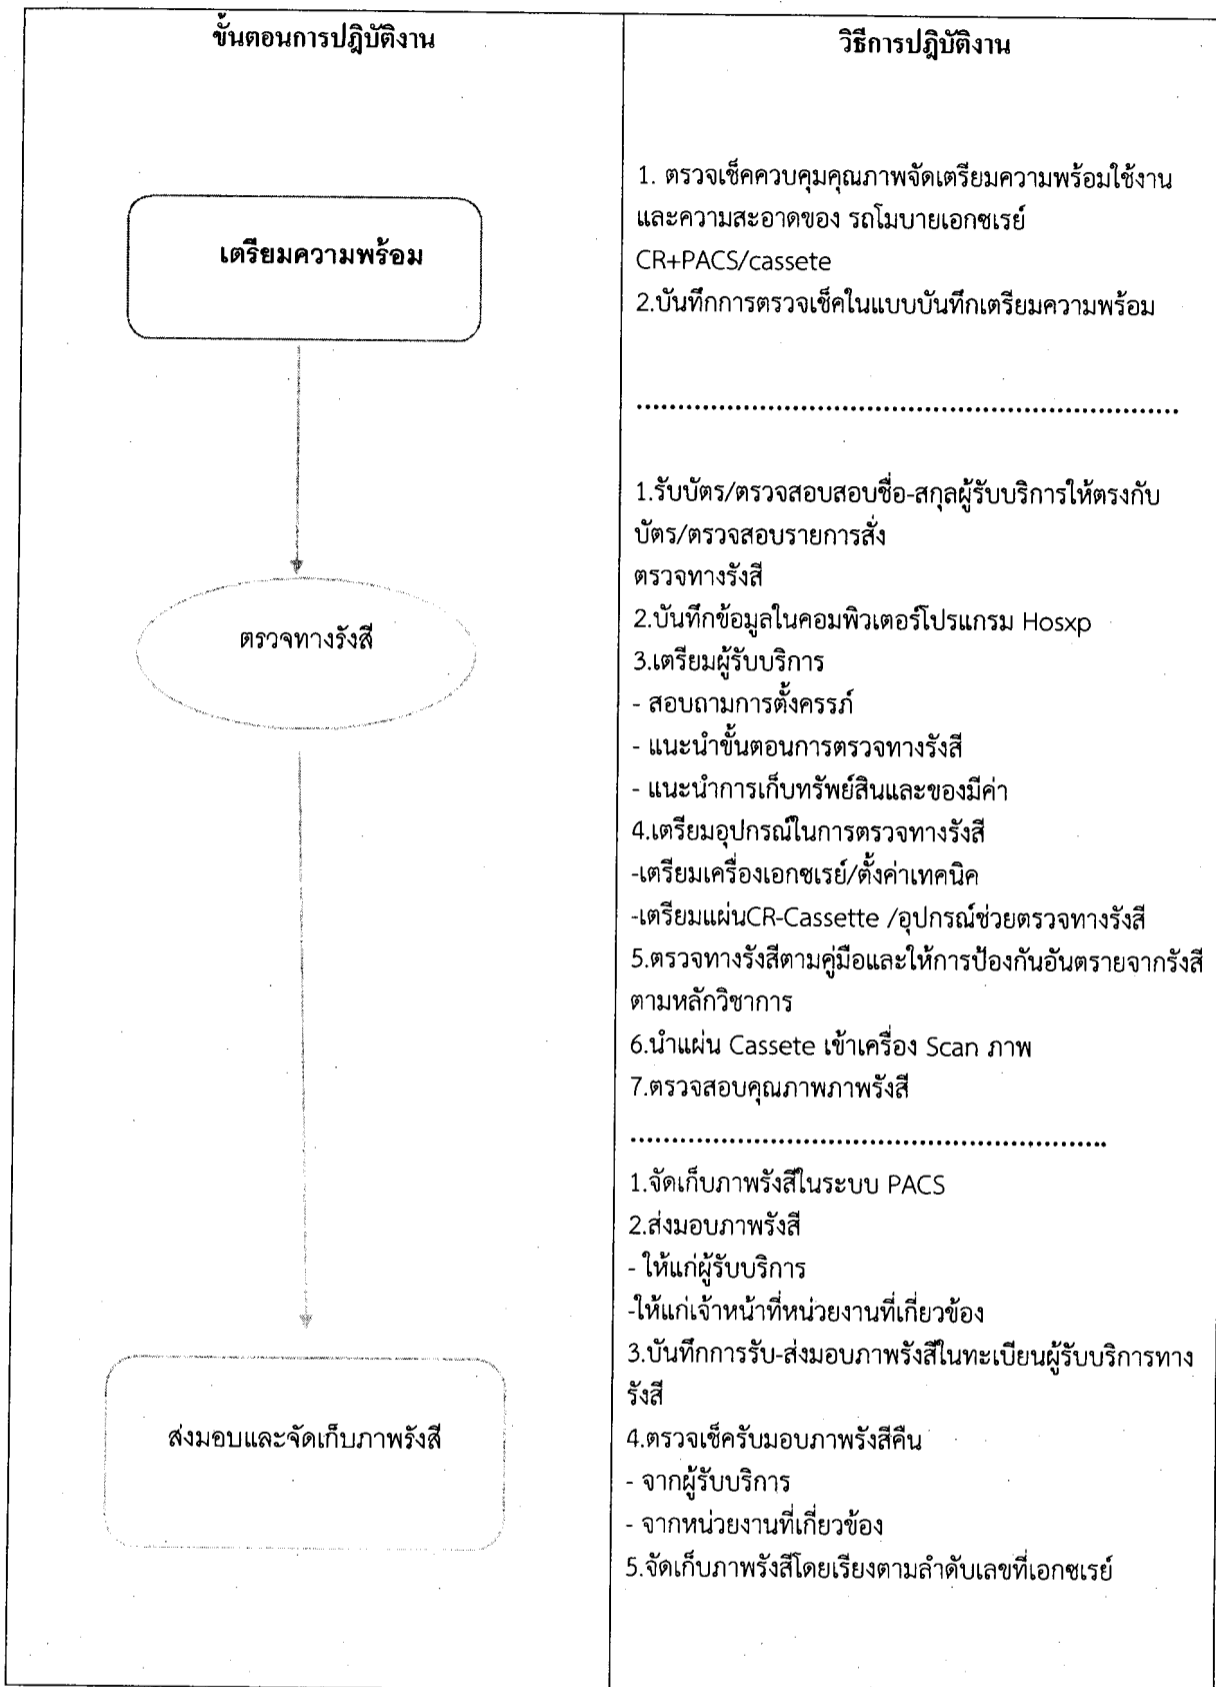 ขั้นตอนการปฏิบัติงาน
วิธีการปฏิบัติงาน
เตรียมความพร้อม
1. ตรวจเช็คควบคุมคุณภาพจัดเตรียมความพร้อมใช้งาน
และความสะอาดของ รถโมบายเอกซเรย์
CR+PACS/cassete
2.บันทึกการตรวจเช็คในแบบบันทึกเตรียมความพร้อม
ตรวจทางรังสี
1.รับบัตร/ตรวจสอบสอบชื่อ-สกุลผู้รับบริการให้ตรงกับ
บัตร/ตรวจสอบรายการสั่ง
ตรวจทางรังสี
2.บันทึกข้อมูลในคอมพิวเตอร์โปรแกรม Hosxp
3.เตรียมผู้รับบริการ
- สอบถามการตั้งครรภ์
- แนะนำขั้นตอนการตรวจทางรังสี
- แนะนำการเก็บทรัพย์สินและของมีค่า
4.เตรียมอุปกรณ์ในการตรวจทางรังสี
-เตรียมเครื่องเอกซเรย์/ตั้งค่าเทคนิค
-เตรียมแผ่นCR-Cassette /อุปกรณ์ช่วยตรวจทางรังสี
5.ตรวจทางรังสีตามคู่มือและให้การป้องกันอันตรายจากรังสี
ตามหลักวิชาการ
6.นำแผ่น Cassete เข้าเครื่อง Scan ภาพ
7.ตรวจสอบคุณภาพภาพรังสี
ส่งมอบและจัดเก็บภาพรังสี
1.จัดเก็บภาพรังสีในระบบ PACS
2.ส่งมอบภาพรังสี
- ให้แก่ผู้รับบริการ
-ให้แก่เจ้าหน้าที่หน่วยงานที่เกี่ยวข้อง
3.บันทึกการรับ-ส่งมอบภาพรังสีในทะเบียนผู้รับบริการทาง
รังสี
4.ตรวจเช็ครับมอบภาพรังสีคืน
- จากผู้รับบริการ
- จากหน่วยงานที่เกี่ยวข้อง
5.จัดเก็บภาพรังสีโดยเรียงตามลำดับเลขที่เอกซเรย์